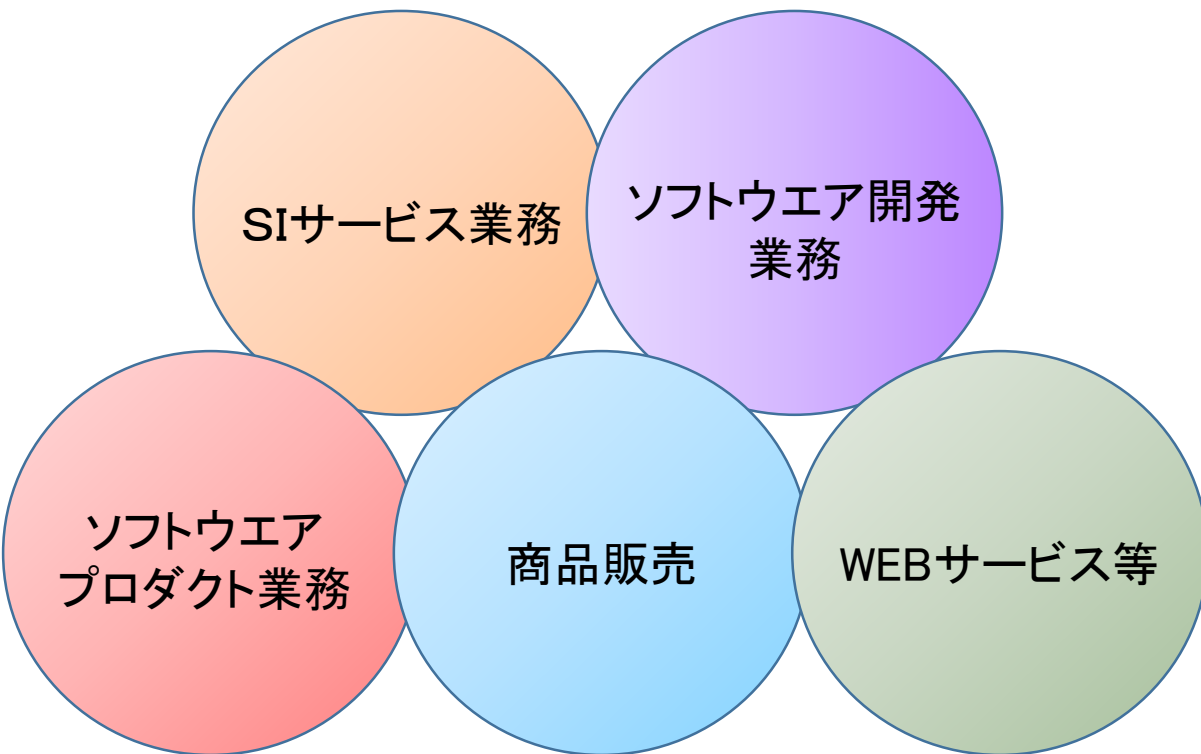 SIサービス業務
ソフトウエア開発
業務
ソフトウエア
プロダクト業務
商品販売
WEBサービス等